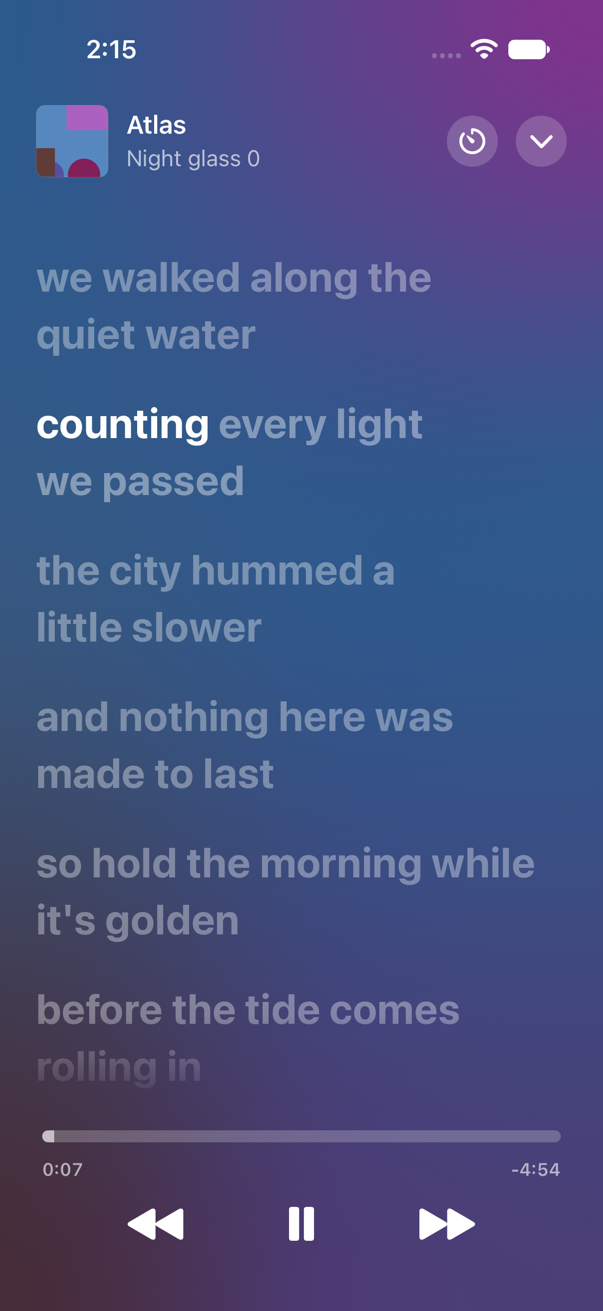 2:15
Atlas
Night glass 0
we walked along the
quiet water
counting every light
we passed
the city hummed a
little slower
and nothing here was
made to last
so hold the morning while
it's golden
before the tide comes
rolling in
0:07
-4:54